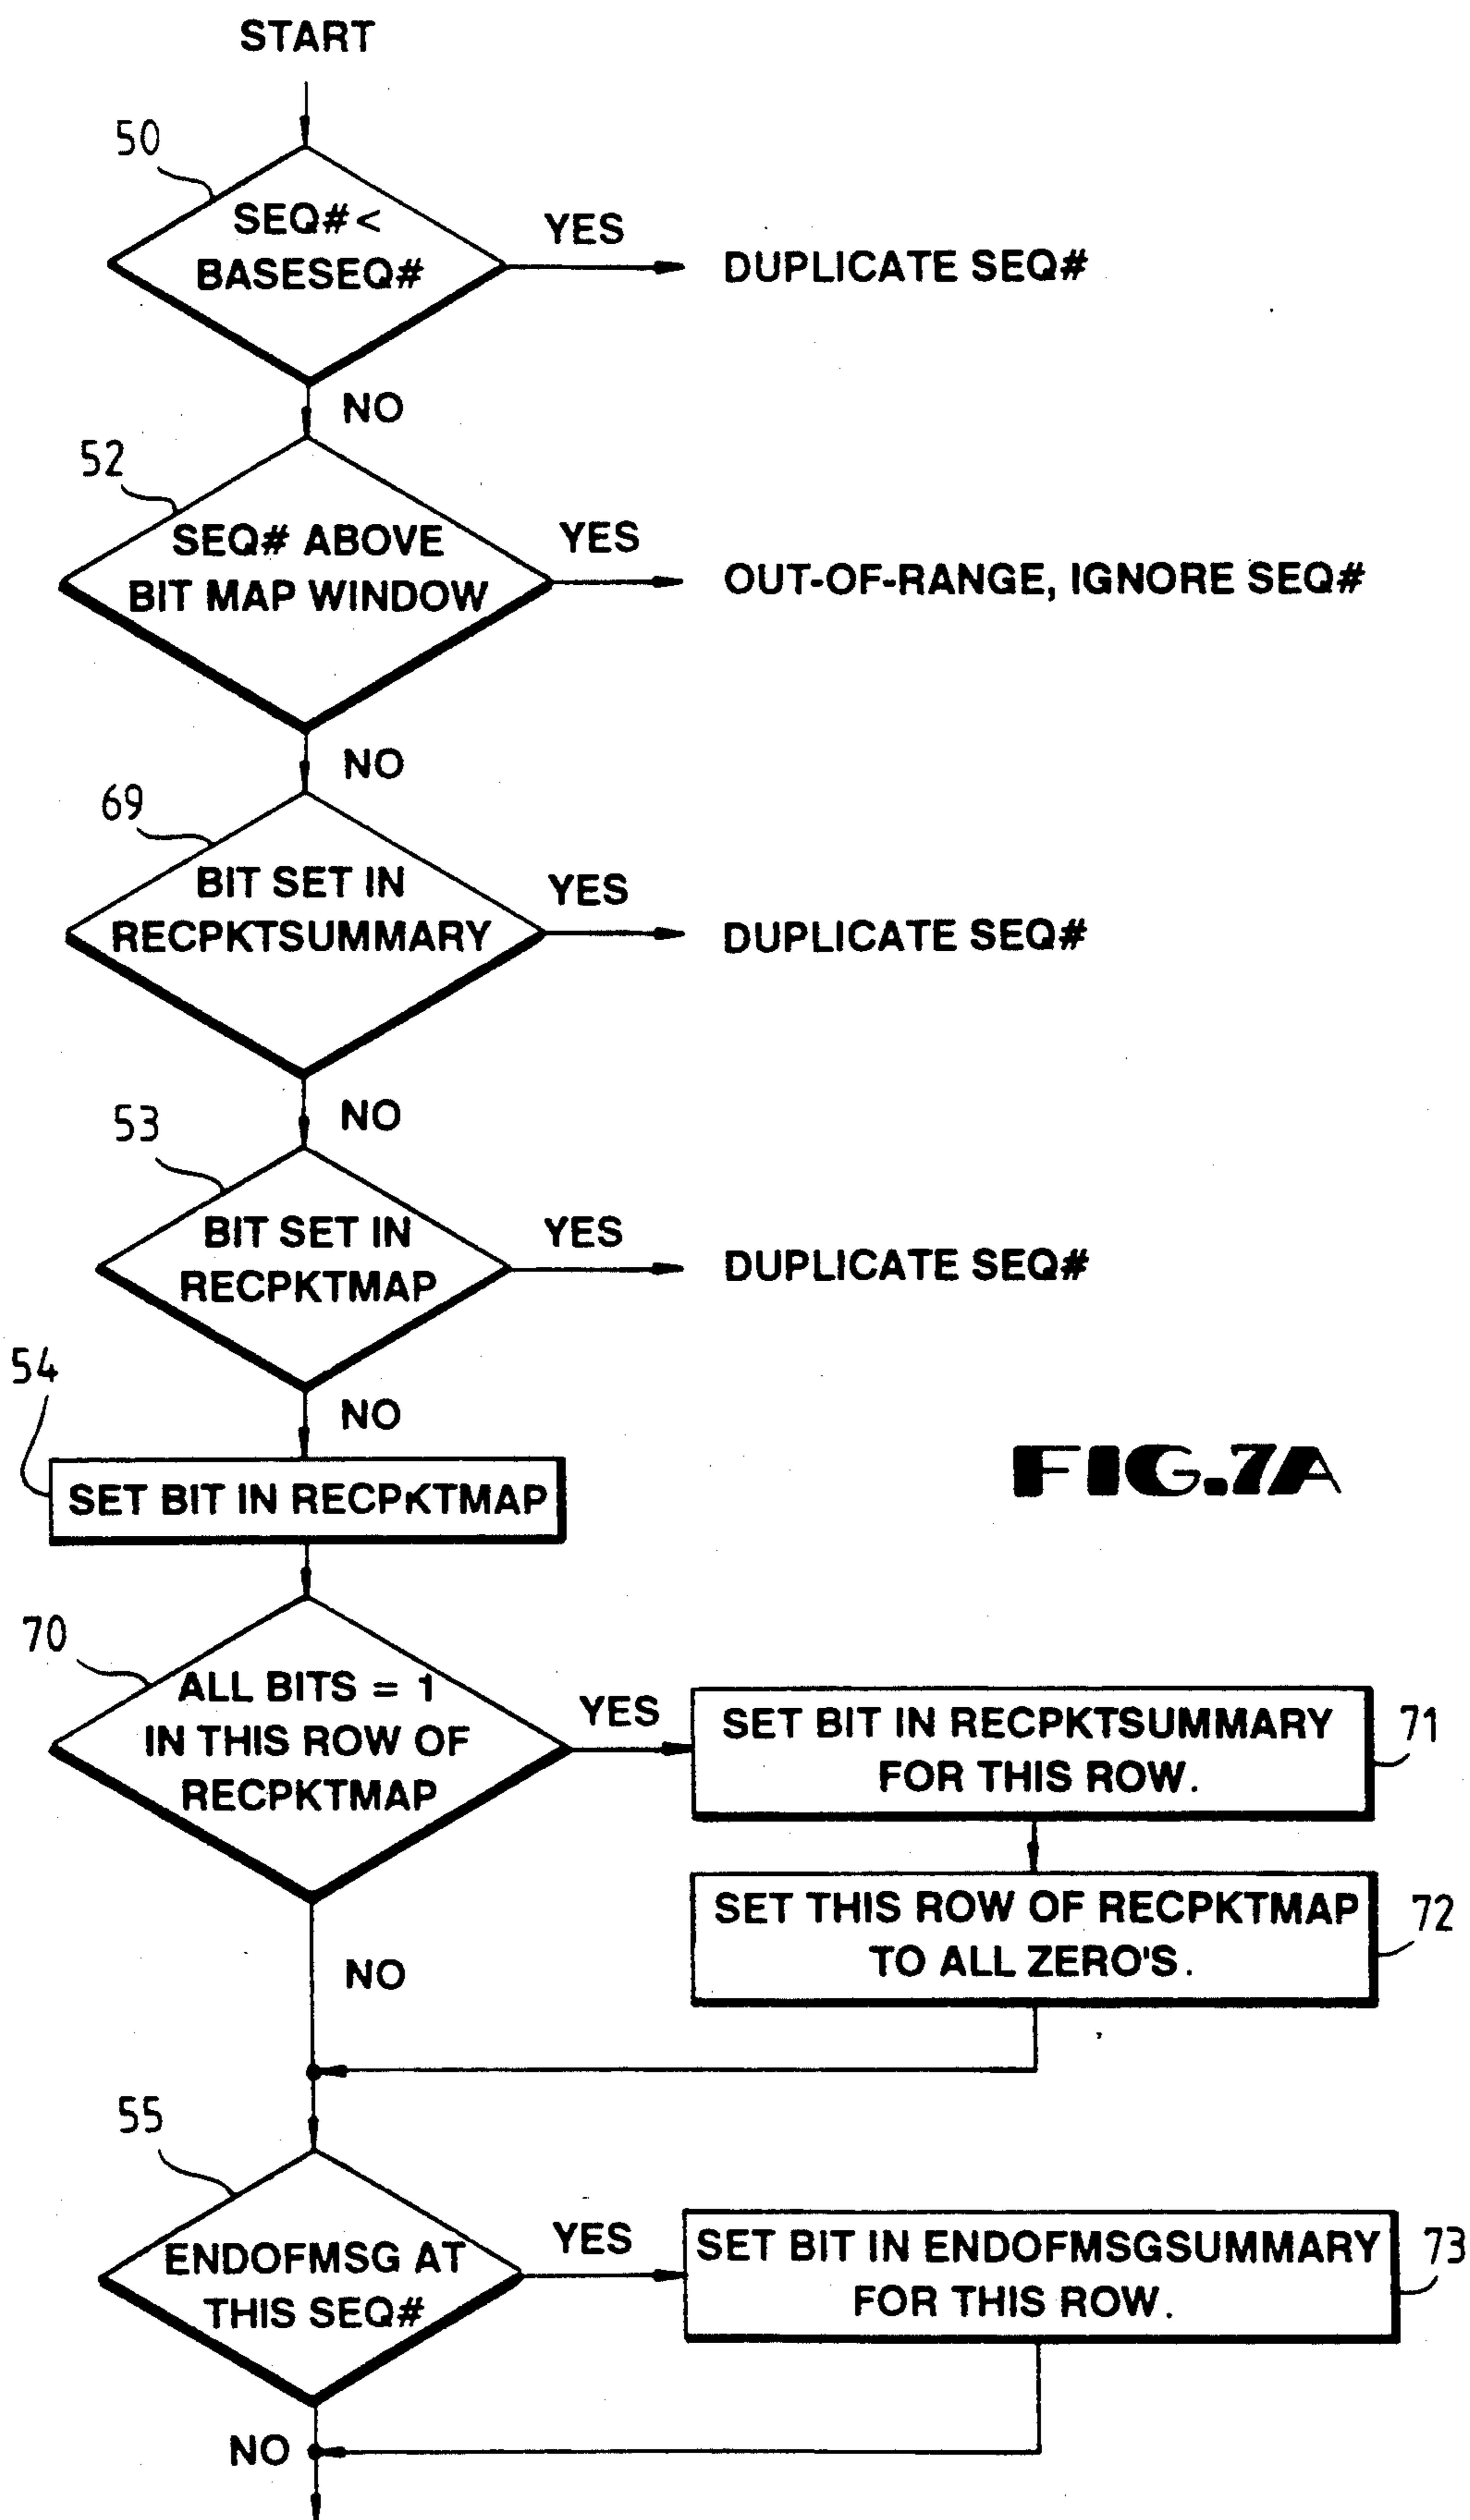 START
50
SEQ#<
BASESEQ#
YES
DUPLICATE SEQ#
NO
52
SEQ# ABOVE
BIT MAP WINDOW
YES
OUT-OF-RANGE, IGNORE SEQ#
NO
69
BIT SET IN
RECPKTSUMMARY
YES
DUPLICATE SEQ#
NO
53
BIT SET IN
RECPKTMAP
YES
DUPLICATE SEQ#
NO
54
SET BIT IN RECPKTMAP
FIG.7A
70
ALL BITS = 1
IN THIS ROW OF
RECPKTMAP
YES
SET BIT IN RECPKTSUMMARY
FOR THIS ROW.
71
SET THIS ROW OF RECPKTMAP
TO ALL ZERO'S.
72
NO
55
ENDOFMSG AT
THIS SEQ#
YES
SET BIT IN ENDOFMSGSUMMARY
FOR THIS ROW.
73
NO